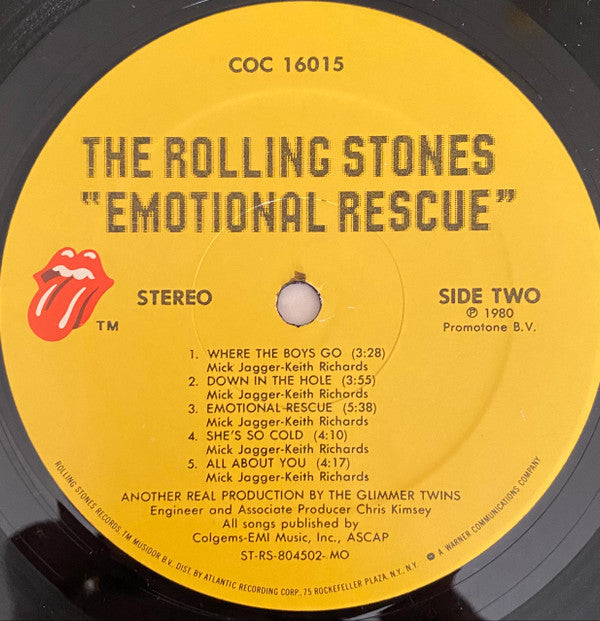 COC 16015
THE ROLLING STONES
"EMOTIONAL RESCUE"
STEREO
TM
SIDE TWO
℗ 1980
Promotone B.V.
1. WHERE THE BOYS GO (3:28)
Mick Jagger-Keith Richards
2. DOWN IN THE HOLE (3:55)
Mick Jagger-Keith Richards
3. EMOTIONAL RESCUE (5:38)
Mick Jagger-Keith Richards
4. SHE'S SO COLD (4:10)
Mick Jagger-Keith Richards
5. ALL ABOUT YOU (4:17)
Mick Jagger-Keith Richards
ANOTHER REAL PRODUCTION BY THE GLIMMER TWINS
Engineer and Associate Producer Chris Kimsey
All songs published by
Colgems-EMI Music, Inc., ASCAP
ST-RS-804502- MO
ROLLING STONES RECORDS, TM MUSIDOR B.V. DIST BY ATLANTIC RECORDING CORP., 75 ROCKEFELLER PLAZA, N.Y., N.Y. A WARNER COMMUNICATIONS COMPANY